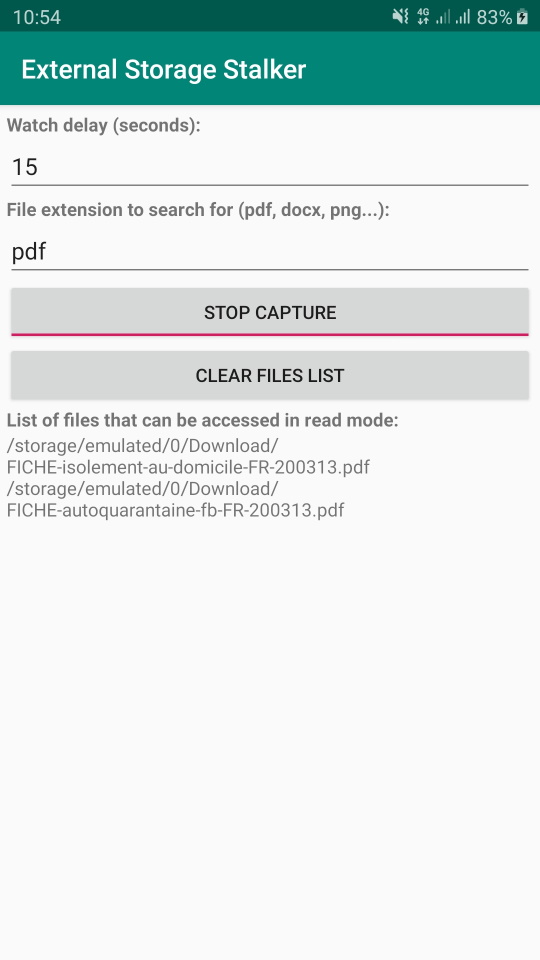 10:54 4G 83%
External Storage Stalker
Watch delay (seconds):
15
File extension to search for (pdf, docx, png...):
pdf
STOP CAPTURE
CLEAR FILES LIST
List of files that can be accessed in read mode:
/storage/emulated/0/Download/
FICHE-isolement-au-domicile-FR-200313.pdf
/storage/emulated/0/Download/
FICHE-autoquarantaine-fb-FR-200313.pdf